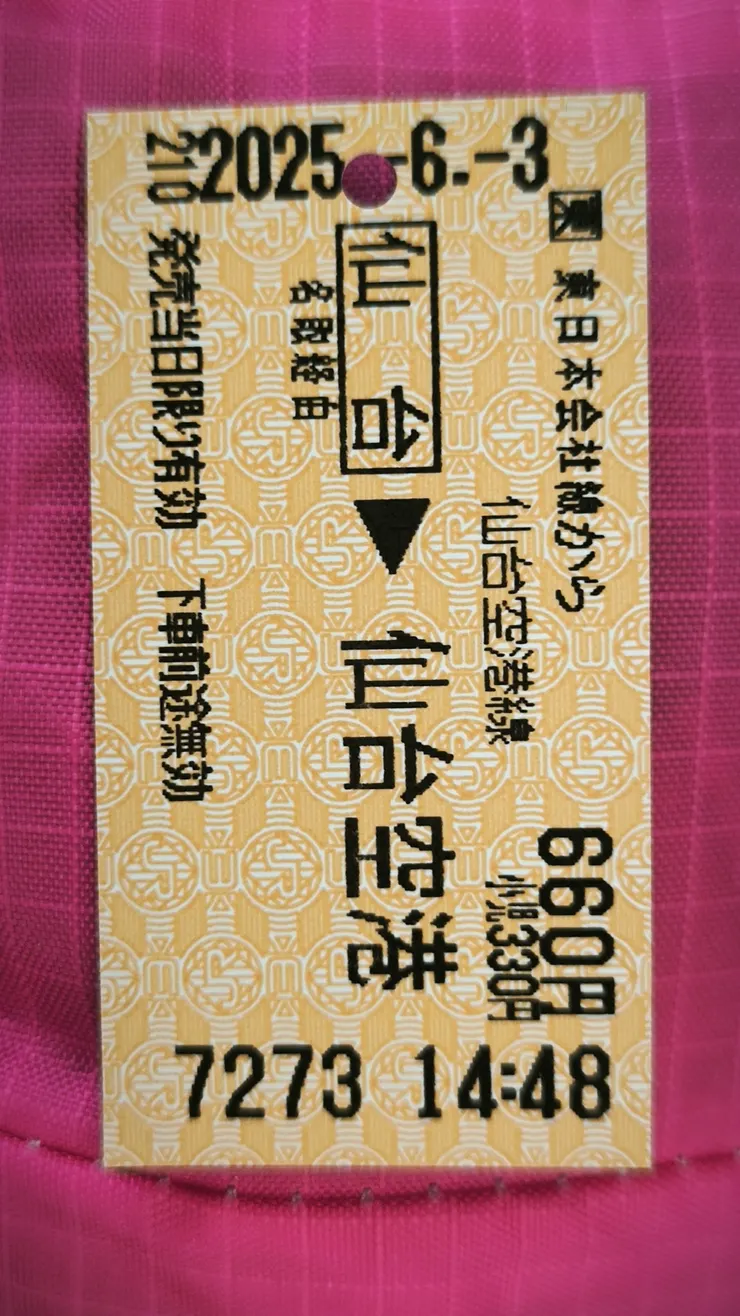 2025.-6.-3
210
東 東日本会社線から
仙台空港線
660円
小児330円
仙台 ▶ 仙台空港
名取経由
発売当日限り有効 下車前途無効
7273 14:48